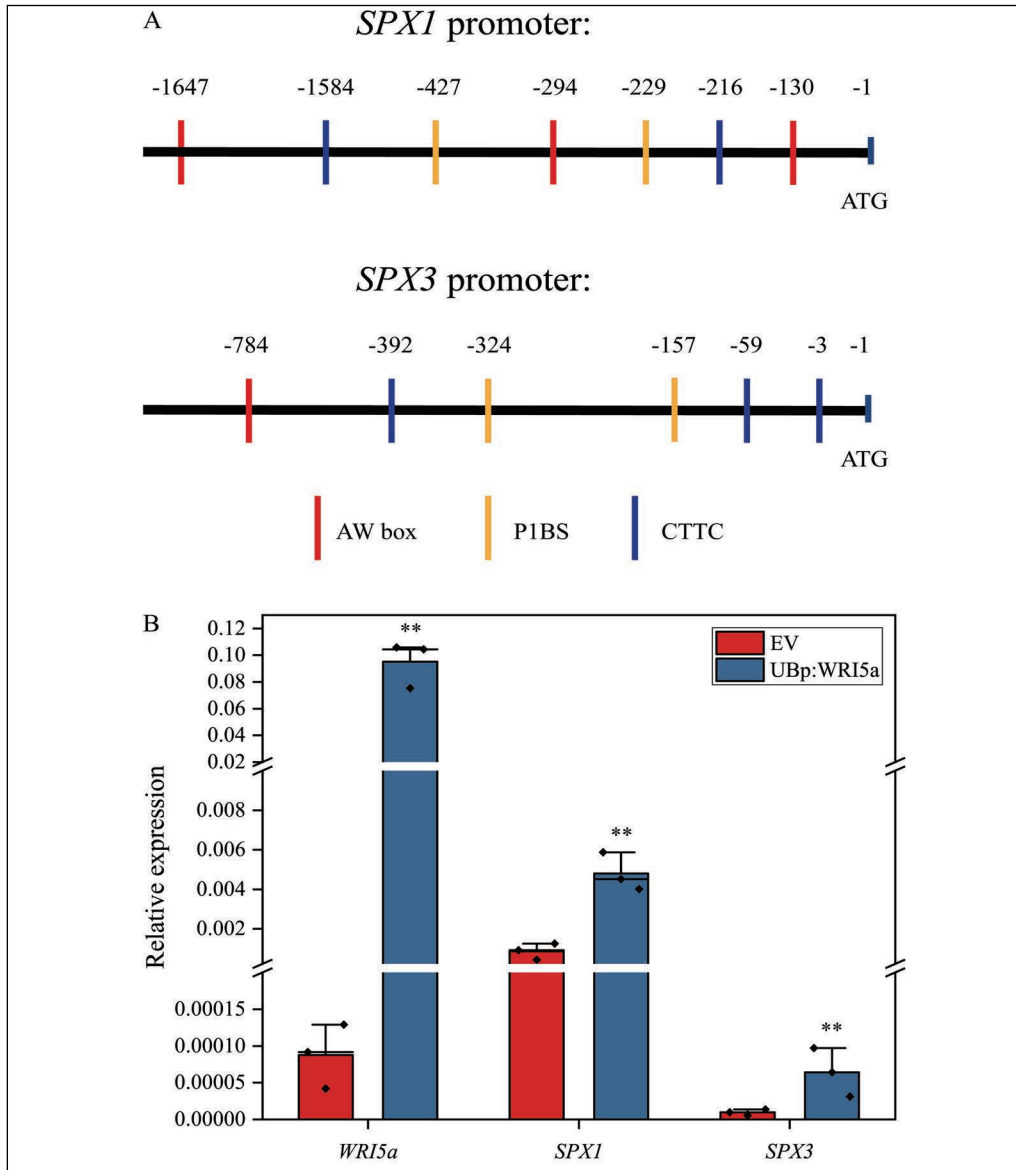 A
SPX1 promoter:
-1647 -1584 -427 -294 -229 -216 -130 -1
ATG
SPX3 promoter:
-784 -392 -324 -157 -59 -3 -1
ATG
AW box P1BS CTTC
B
Relative expression
0.12
0.10
0.08
0.06
0.04
0.02
0.008
0.006
0.004
0.002
0.00015
0.00010
0.00005
0.00000
**
**
**
EV
UBp:WRI5a
WRI5a SPX1 SPX3